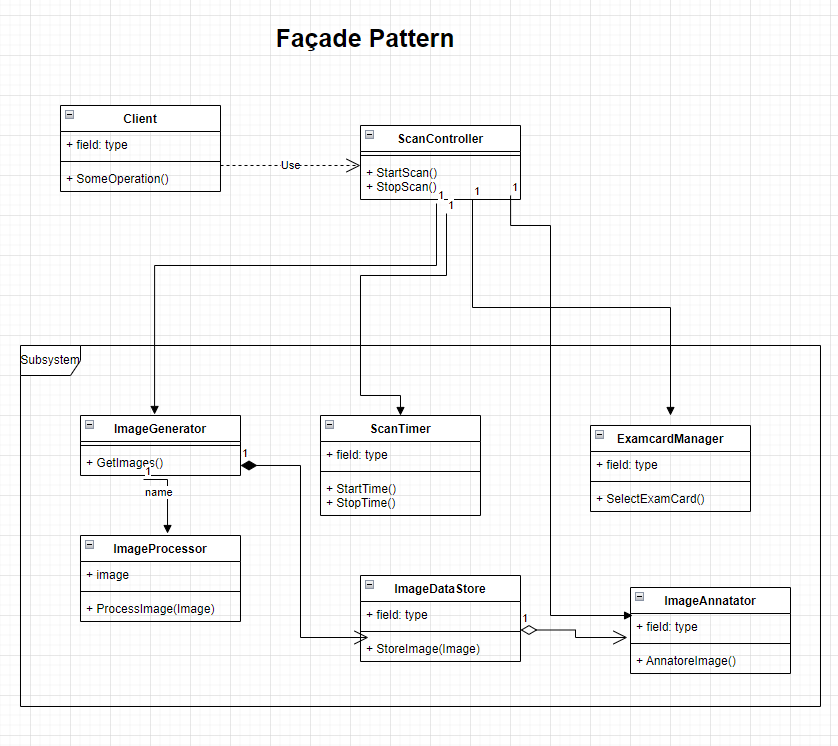 Façade Pattern
Client
+ field: type
+ SomeOperation()
Use
ScanController
+ StartScan()
+ StopScan()
1
1
1
1
Subsystem
ImageGenerator
+ GetImages()
1
1
name
ScanTimer
+ field: type
+ StartTime()
+ StopTime()
ExamcardManager
+ field: type
+ SelectExamCard()
ImageProcessor
+ image
+ ProcessImage(Image)
ImageDataStore
+ field: type
+ StoreImage(Image)
1
ImageAnnatator
+ field: type
+ AnnatoreImage()